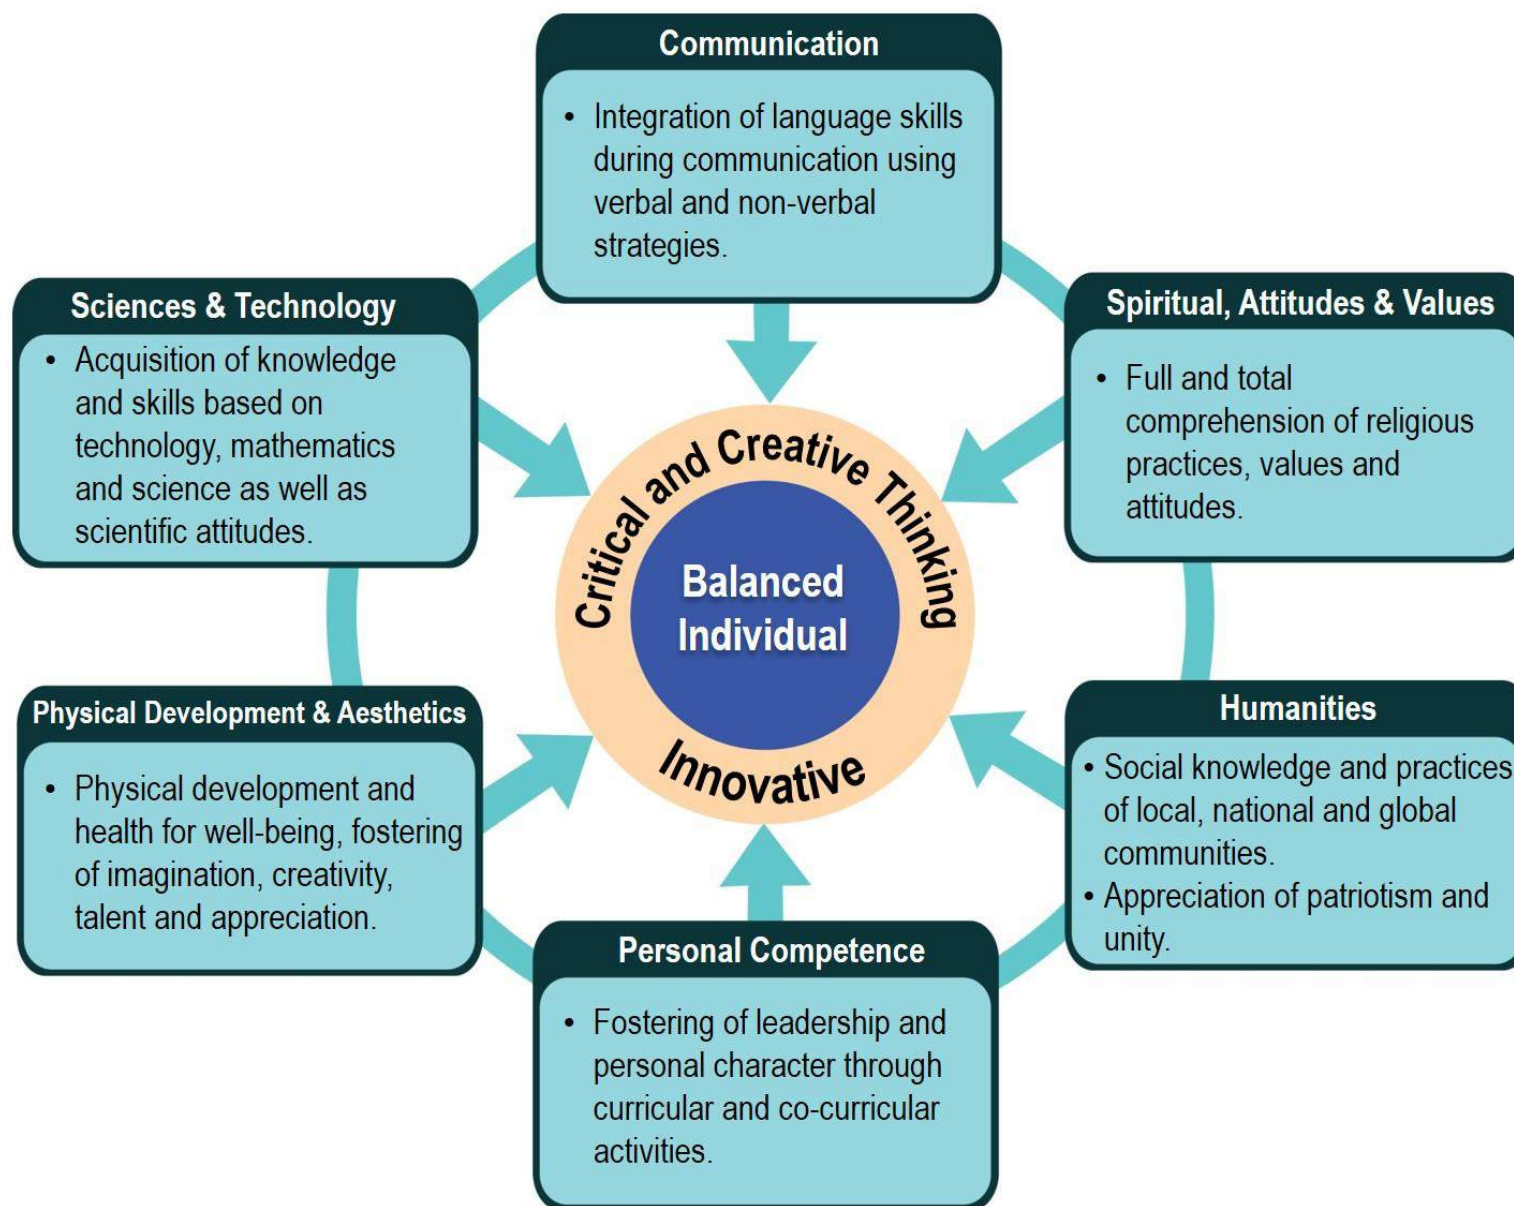 Communication
• Integration of language skills
during communication using
verbal and non-verbal
strategies.
Sciences & Technology
• Acquisition of knowledge
and skills based on
technology, mathematics
and science as well as
scientific attitudes.
Spiritual, Attitudes & Values
• Full and total
comprehension of religious
practices, values and
attitudes.
Critical and Creative Thinking
Balanced
Individual
Innovative
Physical Development & Aesthetics
• Physical development and
health for well-being, fostering
of imagination, creativity,
talent and appreciation.
Humanities
• Social knowledge and practices
of local, national and global
communities.
• Appreciation of patriotism and
unity.
Personal Competence
• Fostering of leadership and
personal character through
curricular and co-curricular
activities.